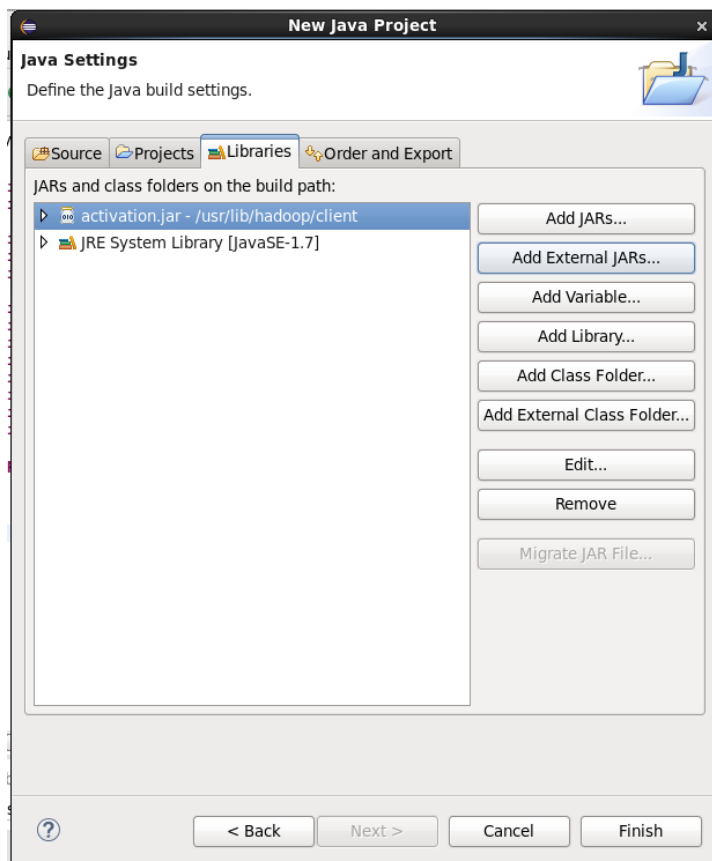 New Java Project
Java Settings
Define the Java build settings.
Source Projects Libraries Order and Export
JARs and class folders on the build path:
activation.jar - /usr/lib/hadoop/client
JRE System Library [JavaSE-1.7]
Add JARs...
Add External JARs...
Add Variable...
Add Library...
Add Class Folder...
Add External Class Folder...
Edit...
Remove
Migrate JAR File...
< Back Next > Cancel Finish